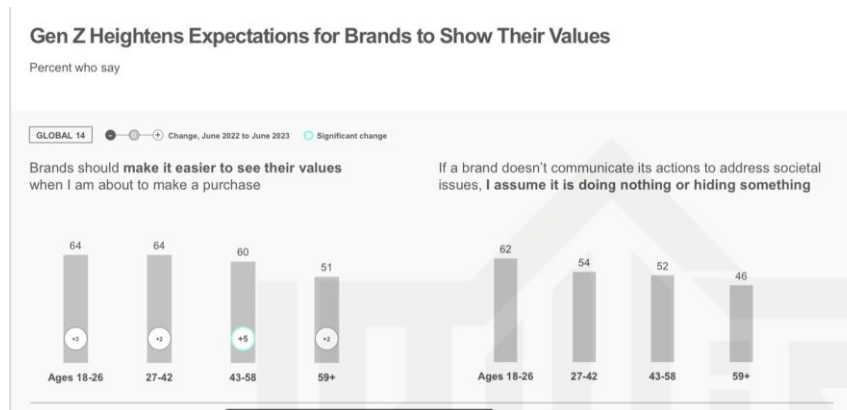 Gen Z Heightens Expectations for Brands to Show Their Values
Percent who say
GLOBAL 14
- 0 + Change, June 2022 to June 2023 Significant change
Brands should make it easier to see their values
when I am about to make a purchase
64 64 60 51
+3 +2 +5 +2
Ages 18-26 27-42 43-58 59+
If a brand doesn't communicate its actions to address societal
issues, I assume it is doing nothing or hiding something
62 54 52 46
Ages 18-26 27-42 43-58 59+